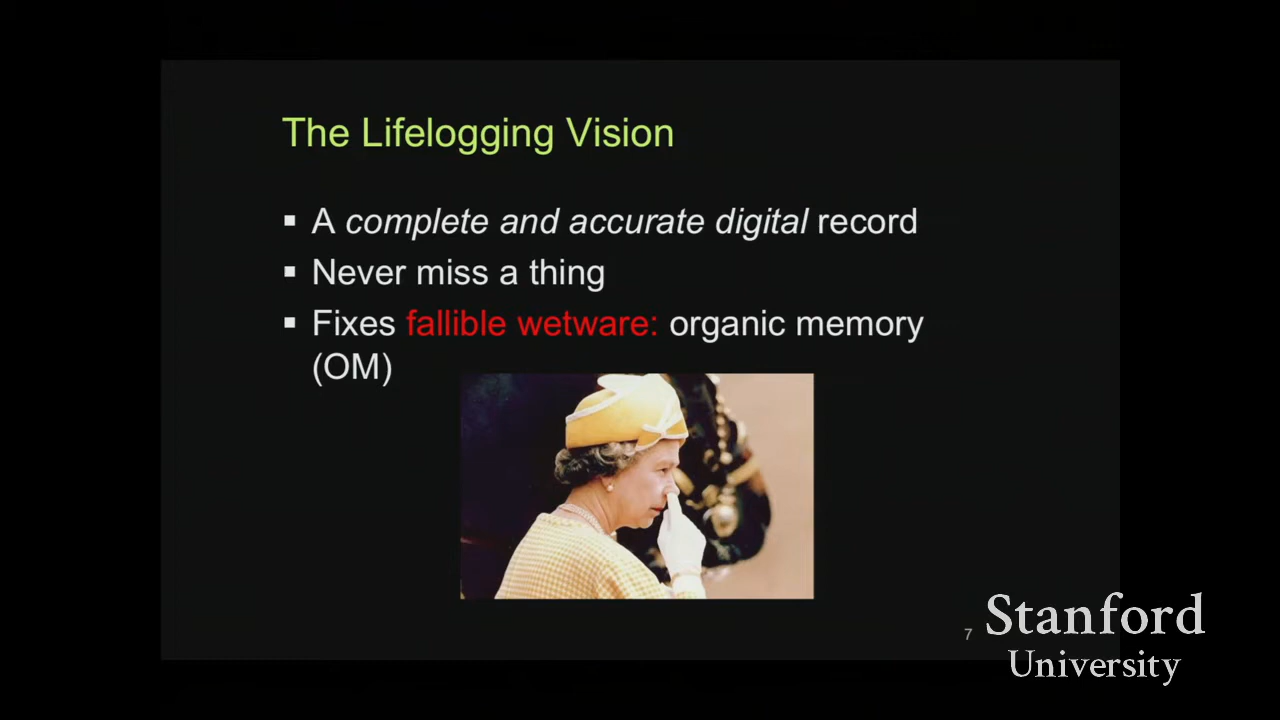 The Lifelogging Vision
▪ A complete and accurate digital record
▪ Never miss a thing
▪ Fixes fallible wetware: organic memory
(OM)
7
Stanford
University